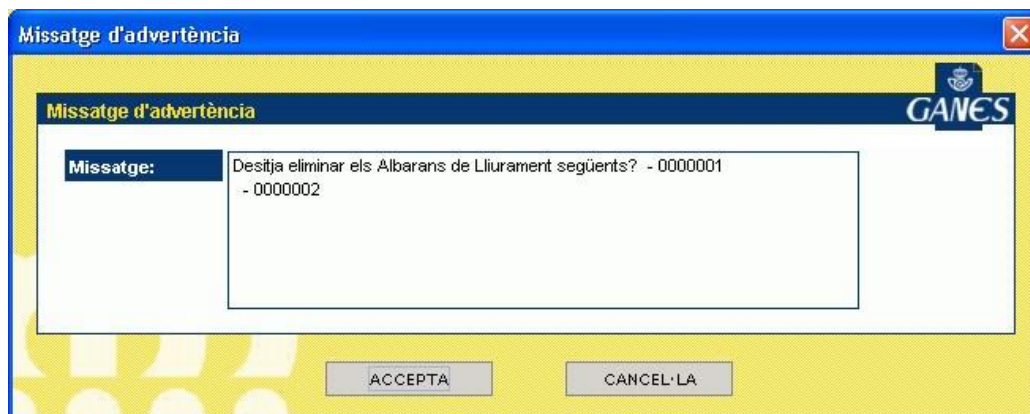 Missatge d'advertència
GANES
Missatge d'advertència
Missatge:
Desitja eliminar els Albarans de Lliurament següents?  - 0000001
- 0000002
ACCEPTA
CANCEL·LA